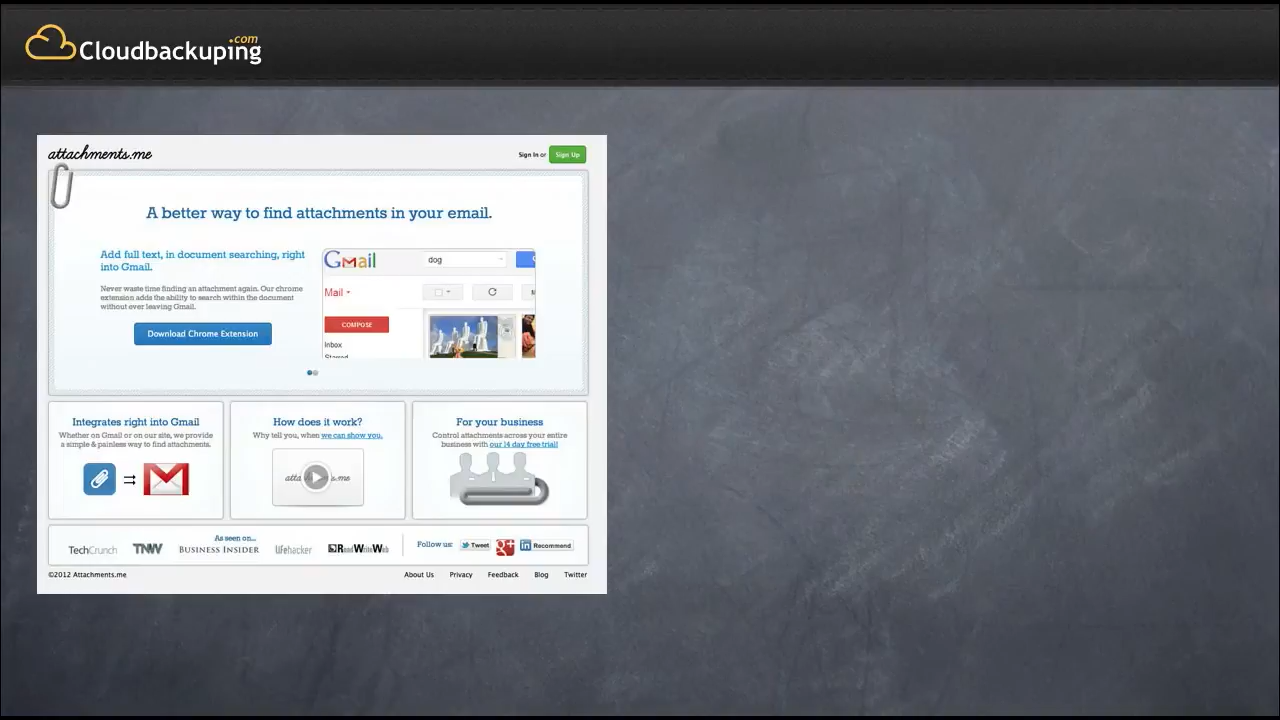 .com
Cloudbackuping
attachments.me
Sign In or Sign Up
A better way to find attachments in your email.
Add full text, in document searching, right
into Gmail.
Never waste time finding an attachment again. Our chrome
extension adds the ability to search within the document
without ever leaving Gmail.
Download Chrome Extension
Gmail
dog
Mail
COMPOSE
Inbox
Starred
Integrates right into Gmail
Whether on Gmail or on our site, we provide
a simple & painless way to find attachments.
How does it work?
Why tell you, when we can show you.
For your business
Control attachments across your entire
business with our 14 day free trial!
As seen on...
TechCrunch TNW BUSINESS INSIDER lifehacker ReadWriteWeb
Follow us: Tweet g+ in Recommend
©2012 Attachments.me
About Us Privacy Feedback Blog Twitter